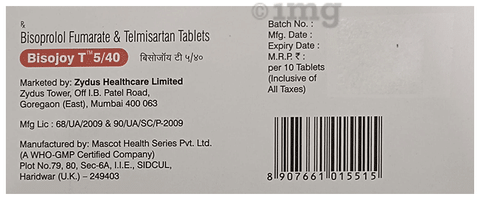 1mg
℞
Bisoprolol Fumarate & Telmisartan Tablets
Bisojoy T™ 5/40 बिसोजॉय टी ५/४०
Marketed by: Zydus Healthcare Limited
Zydus Tower, Off I.B. Patel Road,
Goregaon (East), Mumbai 400 063
Mfg Lic : 68/UA/2009 & 90/UA/SC/P-2009
Manufactured by: Mascot Health Series Pvt. Ltd.
(A WHO-GMP Certified Company)
Plot No.79, 80, Sec-6A, I.I.E., SIDCUL,
Haridwar (U.K.) – 249403
Batch No. :
Mfg. Date :
Expiry Date :
M.R.P. ₹ :
per 10 Tablets
(Inclusive of
All Taxes)
8 907661 015515